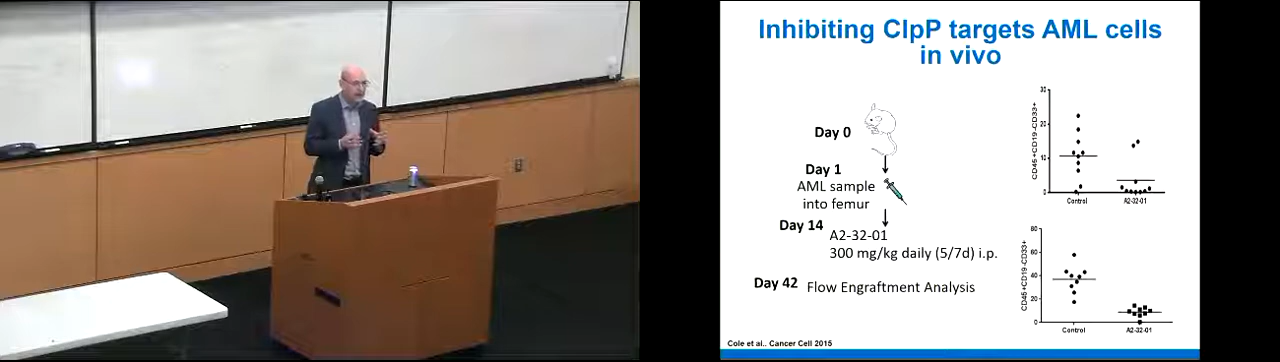 Inhibiting ClpP targets AML cells
in vivo
Day 0
Day 1
AML sample
into femur
Day 14
A2-32-01
300 mg/kg daily (5/7d) i.p.
Day 42 Flow Engraftment Analysis
CD45+CD19-CD33+
30
20
10
0
Control A2-32-01
CD45+CD19-CD33+
80
60
40
20
0
Control A2-32-01
Cole et al.. Cancer Cell 2015